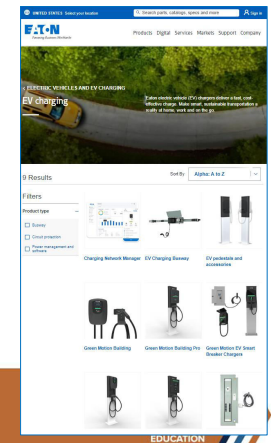 UNITED STATES Select your location
Search parts, catalogs, specs and more
Sign in
EATON
Powering Business Worldwide
Products Digital Services Markets Support Company
< ELECTRIC VEHICLES AND EV CHARGING
EV charging
Eaton electric vehicle (EV) chargers deliver a fast, cost-
effective charge. Make smart, sustainable transportation a
reality at home, work and on the go.
9 Results
Sort By Alpha: A to Z
Filters
Product type
Busway
Circuit protection
Power management and
software
Charging Network Manager
EV Charging Busway
EV pedestals and
accessories
Green Motion Building
Green Motion Building Pro
Green Motion EV Smart
Breaker Chargers
EDUCATION